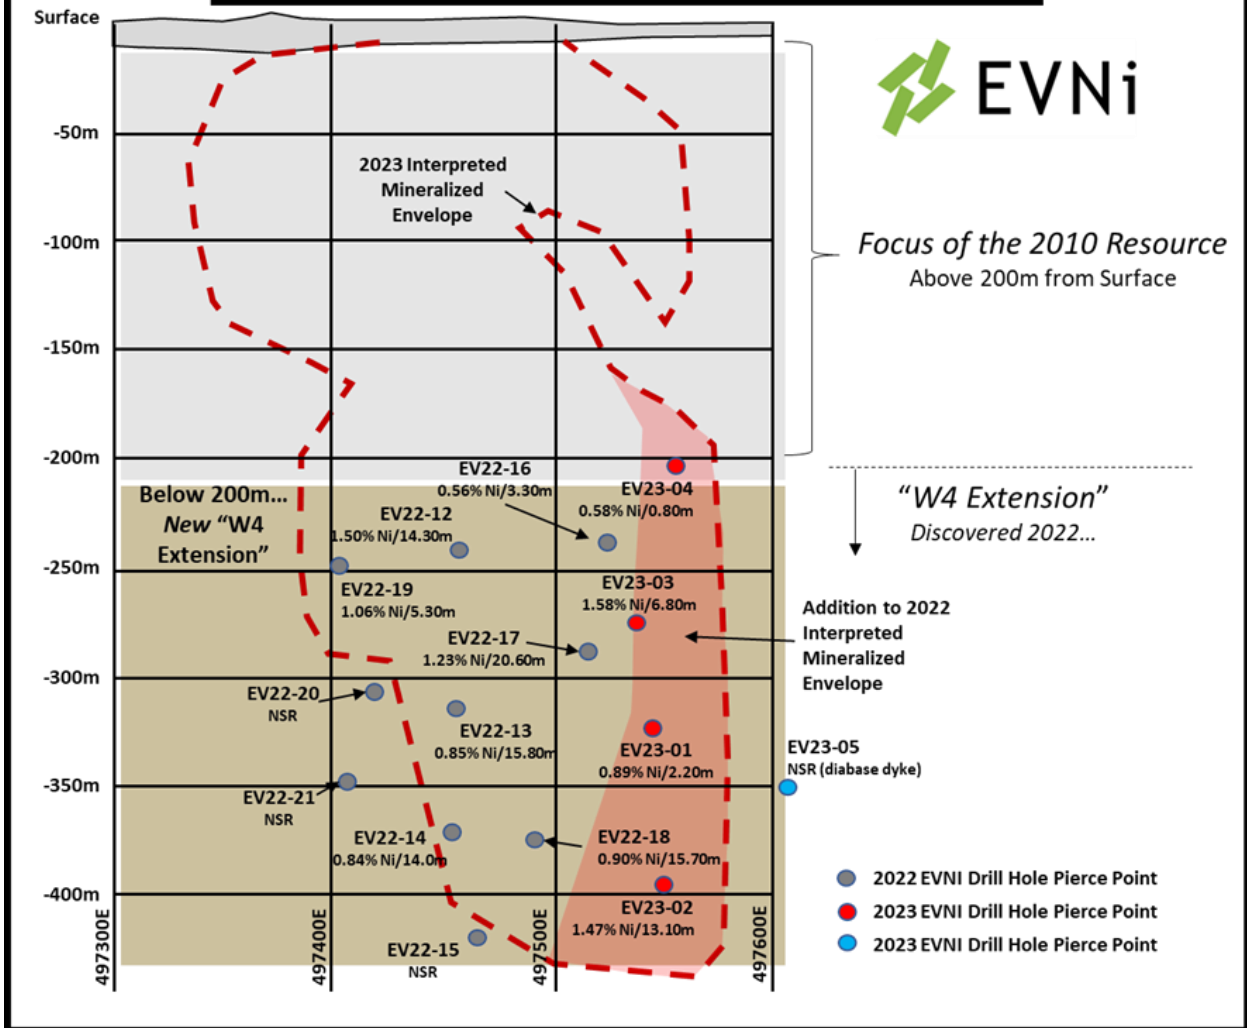 Surface
EVNi
-50m
2023 Interpreted
Mineralized
Envelope
-100m
Focus of the 2010 Resource
Above 200m from Surface
-150m
-200m
EV22-16
0.56% Ni/3.30m
EV23-04
0.58% Ni/0.80m
"W4 Extension"
Discovered 2022...
Below 200m...
New "W4
Extension"
EV22-12
1.50% Ni/14.30m
-250m
EV22-19
1.06% Ni/5.30m
EV23-03
1.58% Ni/6.80m
Addition to 2022
Interpreted
Mineralized
Envelope
EV22-17
1.23% Ni/20.60m
-300m
EV22-20
NSR
EV22-13
0.85% Ni/15.80m
EV23-01
0.89% Ni/2.20m
EV23-05
NSR (diabase dyke)
-350m
EV22-21
NSR
EV22-14
0.84% Ni/14.0m
EV22-18
0.90% Ni/15.70m
-400m
EV23-02
1.47% Ni/13.10m
EV22-15
NSR
497300E
497400E
497500E
497600E
2022 EVNI Drill Hole Pierce Point
2023 EVNI Drill Hole Pierce Point
2023 EVNI Drill Hole Pierce Point